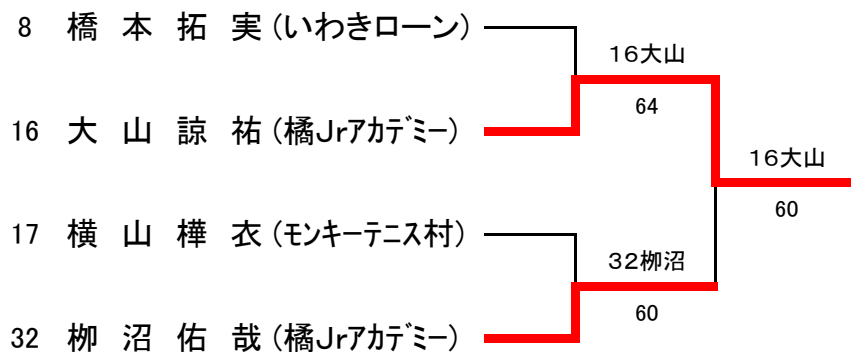 8 橋本拓実(いわきローン)
16大山
64
16 大山諒祐(橘Jrアカデミー)
16大山
60
17 横山樺衣(モンキーテニス村)
32栁沼
60
32 栁沼佑哉(橘Jrアカデミー)